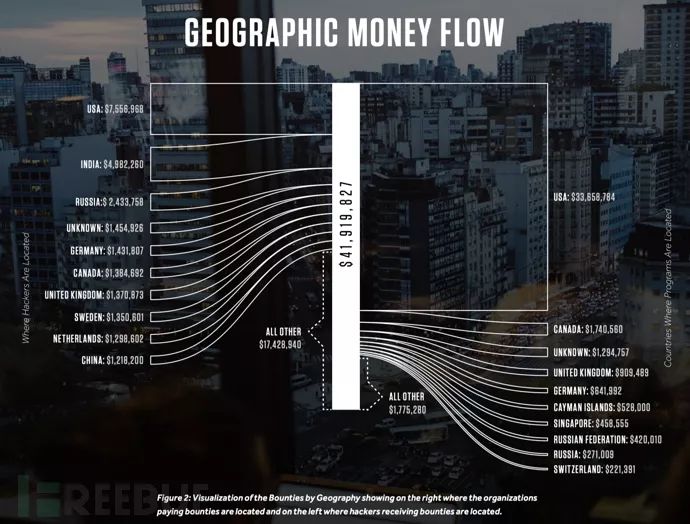 GEOGRAPHIC MONEY FLOW
USA: $7,556,968
INDIA: $4,982,260
RUSSIA:$ 2,433,758
UNKNOWN: $1,454,926
GERMANY: $1,431,807
CANADA: $1,384,692
UNITED KINGDOM: $1,370,873
SWEDEN: $1,350,601
NETHERLANDS: $1,298,602
CHINA: $1,218,200
ALL OTHER
$17,428,940
Where Hackers Are Located
$41,919,827
USA: $33,658,784
CANADA: $1,740,560
UNKNOWN: $1,294,757
UNITED KINGDOM: $909,489
GERMANY: $641,992
CAYMAN ISLANDS: $528,000
SINGAPORE: $458,555
RUSSIAN FEDERATION: $420,010
RUSSIA: $271,009
SWITZERLAND: $221,391
ALL OTHER
$1,775,280
Countries Where Programs Are Located
Figure 2: Visualization of the Bounties by Geography showing on the right where the organizations
paying bounties are located and on the left where hackers receiving bounties are located.